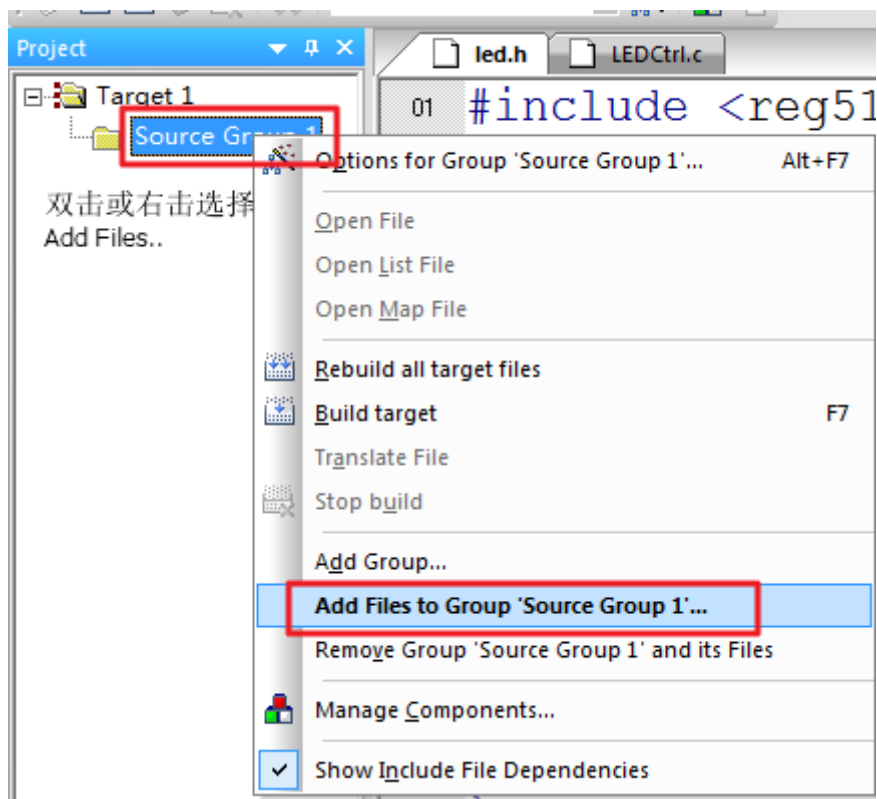 Project
led.h
LEDCtrl.c
Target 1
01 #include <reg51
Source Group 1
Options for Group 'Source Group 1'... Alt+F7
双击或右击选择
Add Files..
Open File
Open List File
Open Map File
Rebuild all target files
Build target F7
Translate File
Stop build
Add Group...
Add Files to Group 'Source Group 1'...
Remove Group 'Source Group 1' and its Files
Manage Components...
Show Include File Dependencies